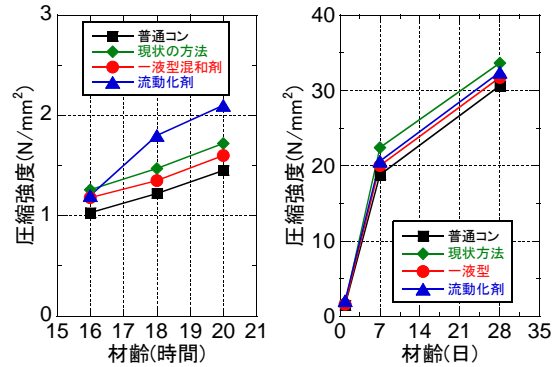 3
2
1
0
圧縮強度(N/mm²)
普通コン
現状の方法
一液型混和剤
流動化剤
15 16 17 18 19 20 21
材齢(時間)
40
30
20
10
0
圧縮強度(N/mm²)
普通コン
現状方法
一液型
流動化剤
0 7 14 21 28 35
材齢(日)